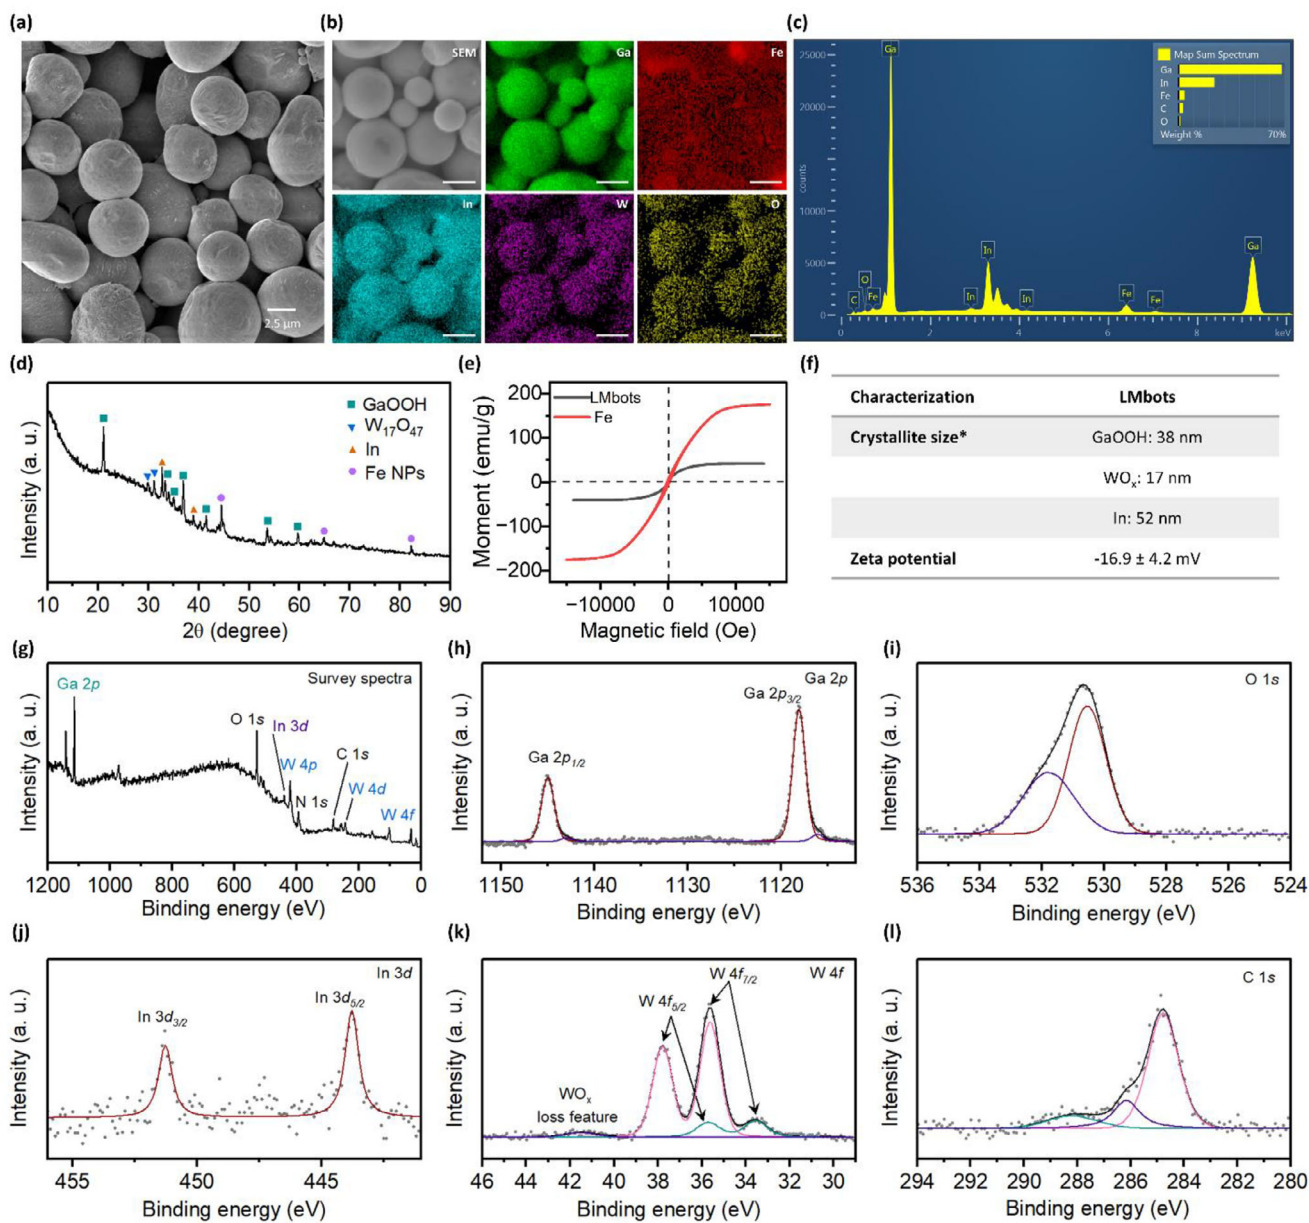 (a)
2.5 μm
(b)
SEM
Ga
Fe
In
W
O
(c)
25000
20000
10000
5000
0
counts
C
O
Fe
Ga
In
In
In
Fe
Fe
Ga
0 2 4 6 8 keV
Map Sum Spectrum
Ga
In
Fe
C
O
Weight % 70%
(d)
Intensity (a. u.)
GaOOH
W₁₇O₄₇
In
Fe NPs
10 20 30 40 50 60 70 80 90
2θ (degree)
(e)
Moment (emu/g)
200
100
0
−100
−200
LMbots
Fe
−10000 0 10000
Magnetic field (Oe)
(f)
Characterization LMbots
Crystallite size* GaOOH: 38 nm
WOₓ: 17 nm
In: 52 nm
Zeta potential -16.9 ± 4.2 mV
(g)
Survey spectra
Intensity (a. u.)
Ga 2p
O 1s
In 3d
W 4p
N 1s
C 1s
W 4d
W 4f
1200 1000 800 600 400 200 0
Binding energy (eV)
(h)
Ga 2p
Intensity (a. u.)
Ga 2p₁/₂
Ga 2p₃/₂
1150 1140 1130 1120
Binding energy (eV)
(i)
O 1s
Intensity (a. u.)
536 534 532 530 528 526 524
Binding energy (eV)
(j)
In 3d
Intensity (a. u.)
In 3d₃/₂
In 3d₅/₂
455 450 445
Binding energy (eV)
(k)
W 4f
Intensity (a. u.)
W 4f₇/₂
W 4f₅/₂
WOₓ
loss feature
46 44 42 40 38 36 34 32 30
Binding energy (eV)
(l)
C 1s
Intensity (a. u.)
294 292 290 288 286 284 282 280
Binding energy (eV)